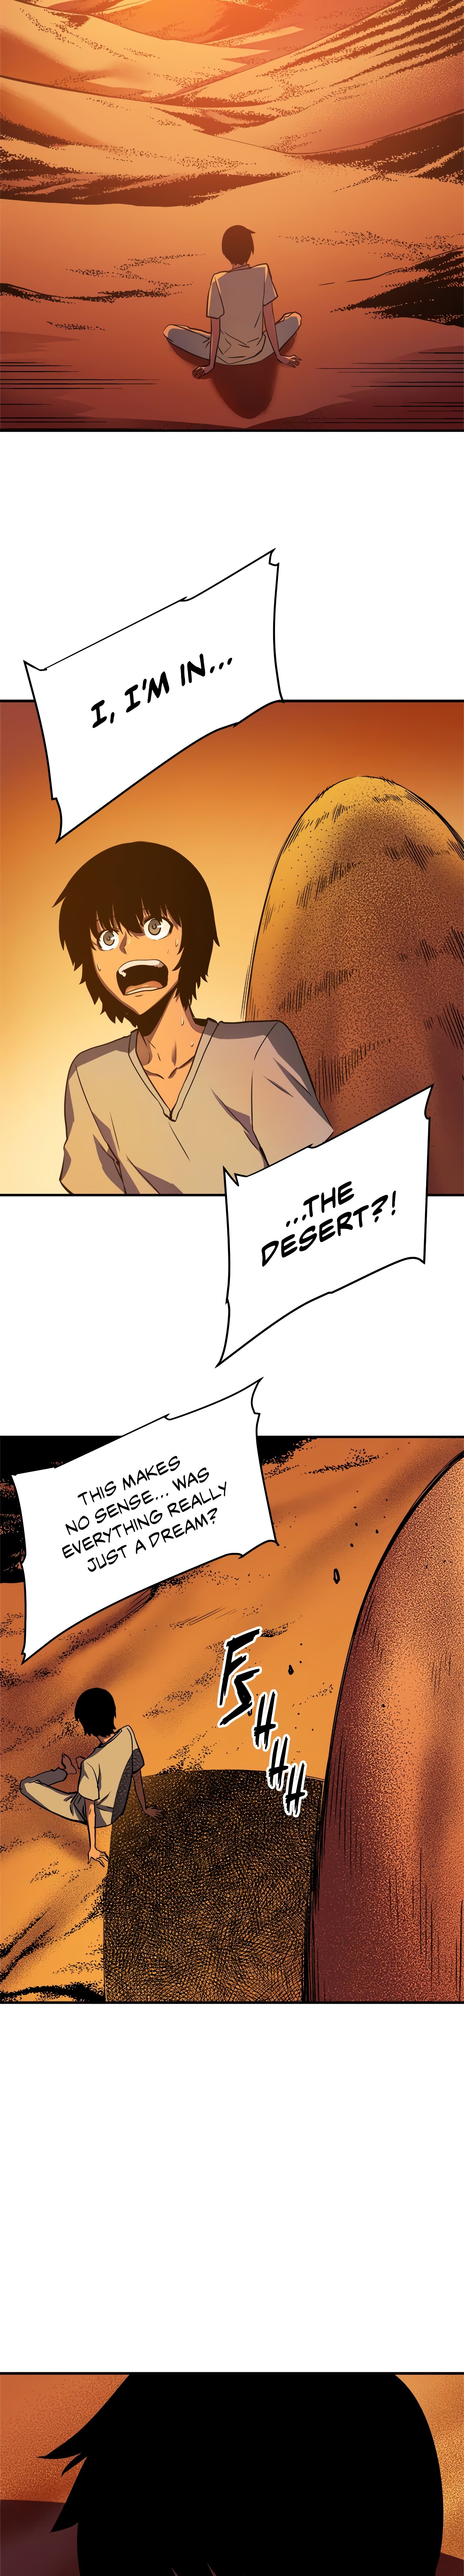 I, I'M IN...
...THE
DESERT?!
THIS MAKES
NO SENSE... WAS
EVERYTHING REALLY
JUST A DREAM?
FSHHH